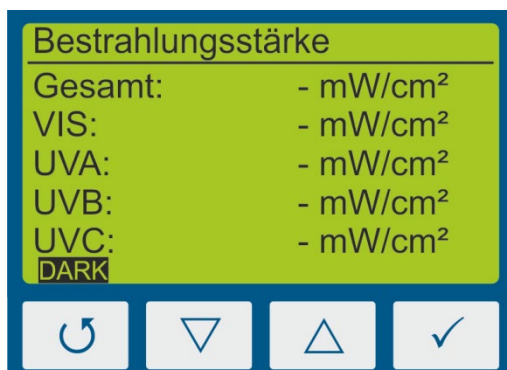 Bestrahlungsstärke
Gesamt: - mW/cm²
VIS: - mW/cm²
UVA: - mW/cm²
UVB: - mW/cm²
UVC: - mW/cm²
DARK